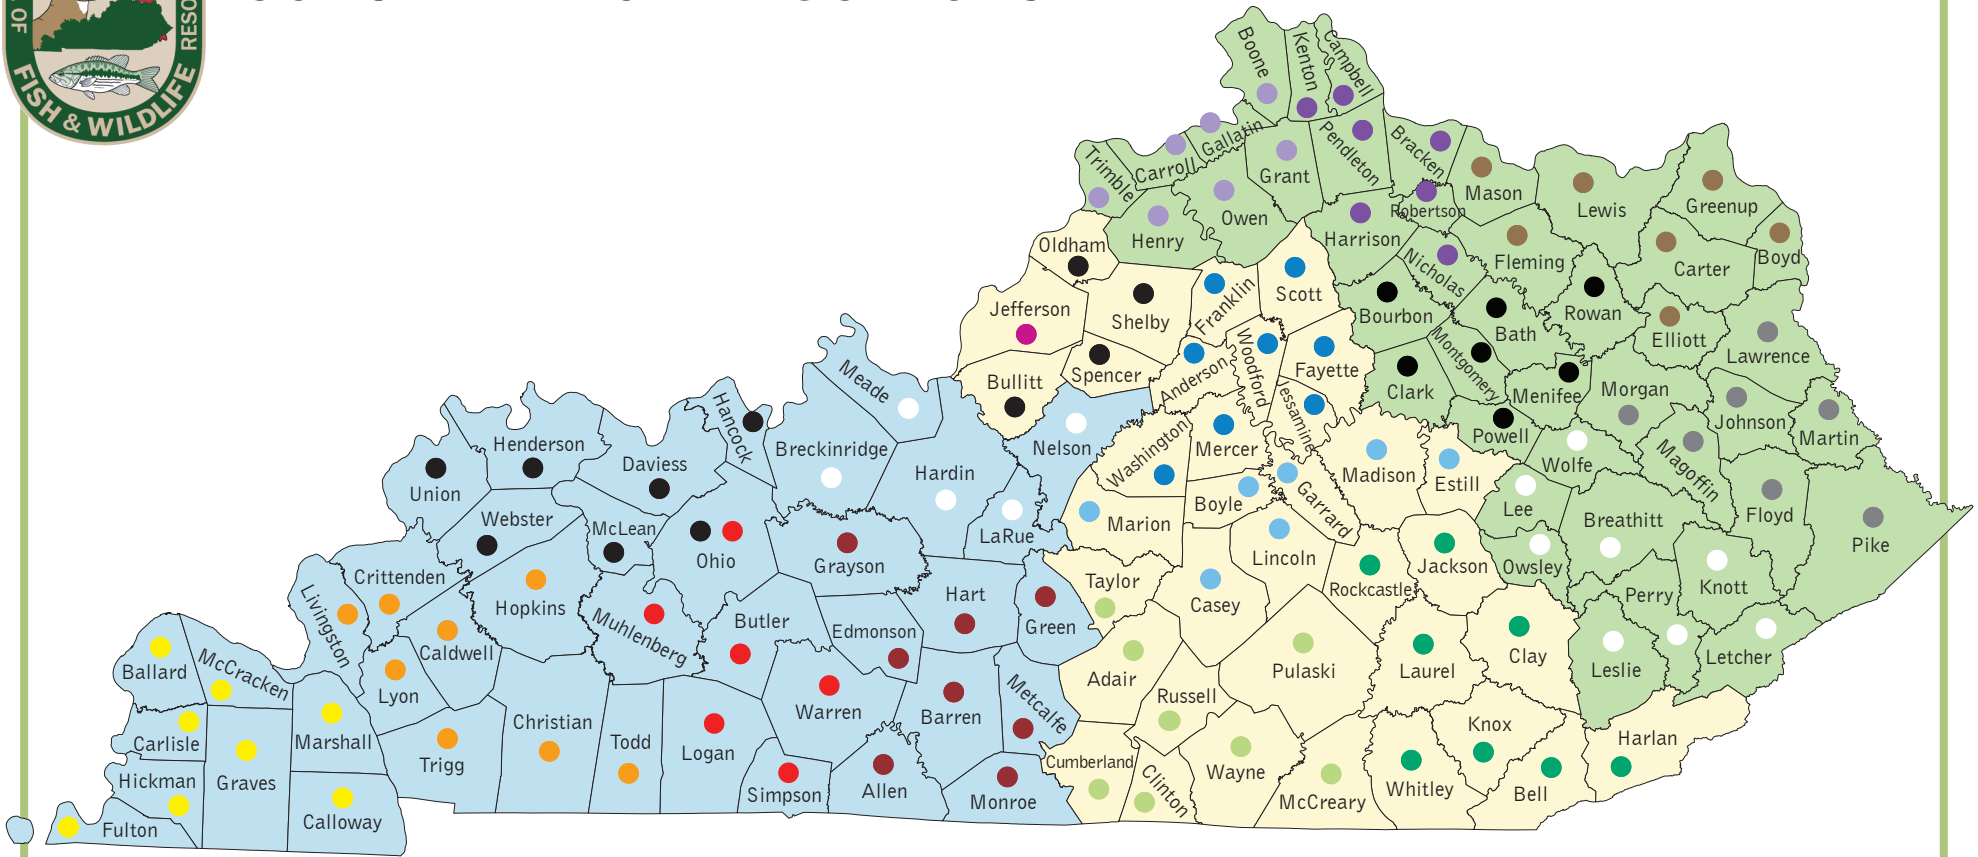 OF
RESO
FISH & WILDLIFE
Boone
Kenton
Campbell
Gallatin
Carroll
Trimble
Grant
Pendleton
Bracken
Mason
Lewis
Greenup
Owen
Henry
Robertson
Harrison
Oldham
Nicholas
Fleming
Carter
Boyd
Jefferson
Shelby
Franklin
Scott
Bourbon
Bath
Rowan
Elliott
Lawrence
Bullitt
Spencer
Anderson
Woodford
Fayette
Clark
Montgomery
Menifee
Morgan
Johnson
Martin
Meade
Hancock
Breckinridge
Hardin
Nelson
Washington
Mercer
Jessamine
Madison
Estill
Powell
Wolfe
Magoffin
Floyd
Pike
Henderson
Union
Daviess
Webster
McLean
Ohio
Grayson
LaRue
Marion
Boyle
Garrard
Lincoln
Lee
Breathitt
Owsley
Knott
Perry
Crittenden
Livingston
Hopkins
Muhlenberg
Butler
Edmonson
Hart
Green
Taylor
Casey
Rockcastle
Jackson
Ballard
McCracken
Caldwell
Lyon
Warren
Barren
Metcalfe
Adair
Russell
Pulaski
Laurel
Clay
Leslie
Letcher
Carlisle
Marshall
Trigg
Christian
Todd
Logan
Knox
Harlan
Hickman
Graves
Simpson
Allen
Monroe
Cumberland
Clinton
Wayne
McCreary
Whitley
Bell
Fulton
Calloway